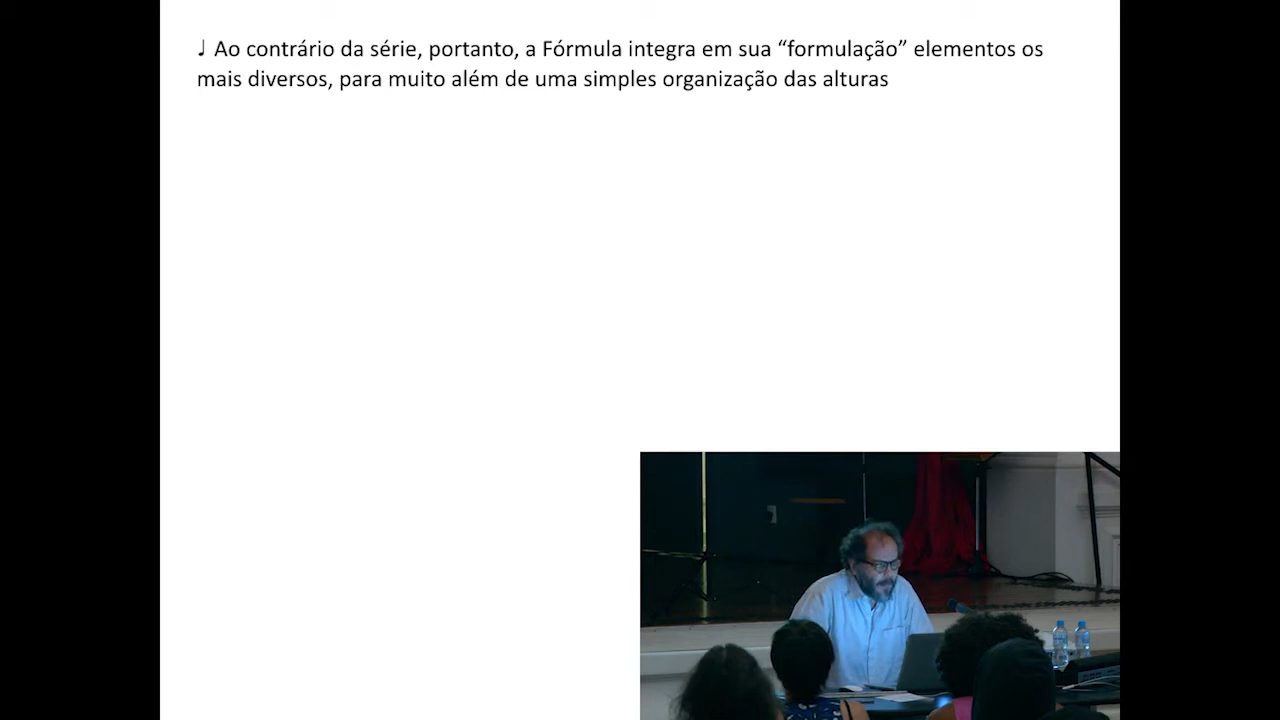 ♩ Ao contrário da série, portanto, a Fórmula integra em sua “formulação” elementos os
mais diversos, para muito além de uma simples organização das alturas